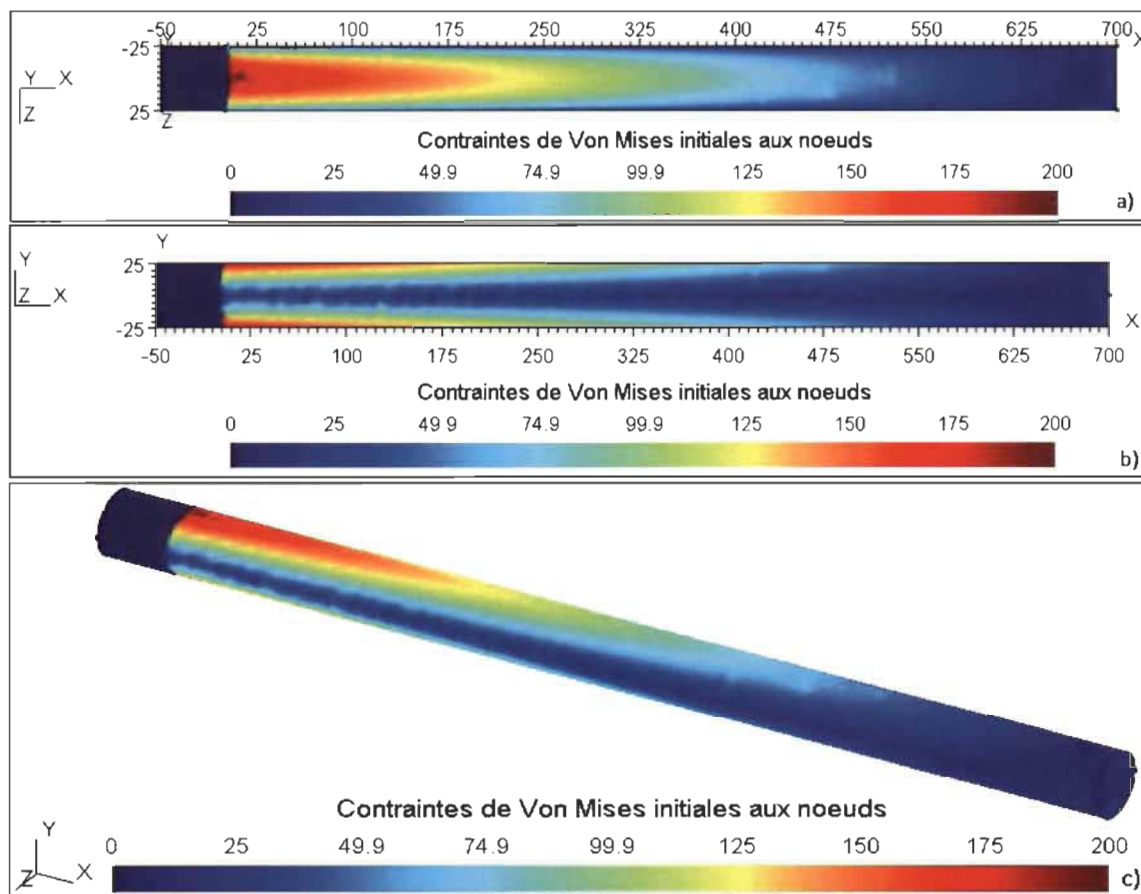 -50 25 100 175 250 325 400 475 550 625 700
X
-25
Y
Y X
Z
25
Z
Contraintes de Von Mises initiales aux noeuds
0 25 49.9 74.9 99.9 125 150 175 200
a)
Y
Y
25
Z X
-25
X
-50 25 100 175 250 325 400 475 550 625 700
Contraintes de Von Mises initiales aux noeuds
0 25 49.9 74.9 99.9 125 150 175 200
b)
Contraintes de Von Mises initiales aux noeuds
Y
0 25 49.9 74.9 99.9 125 150 175 200
Z X
c)